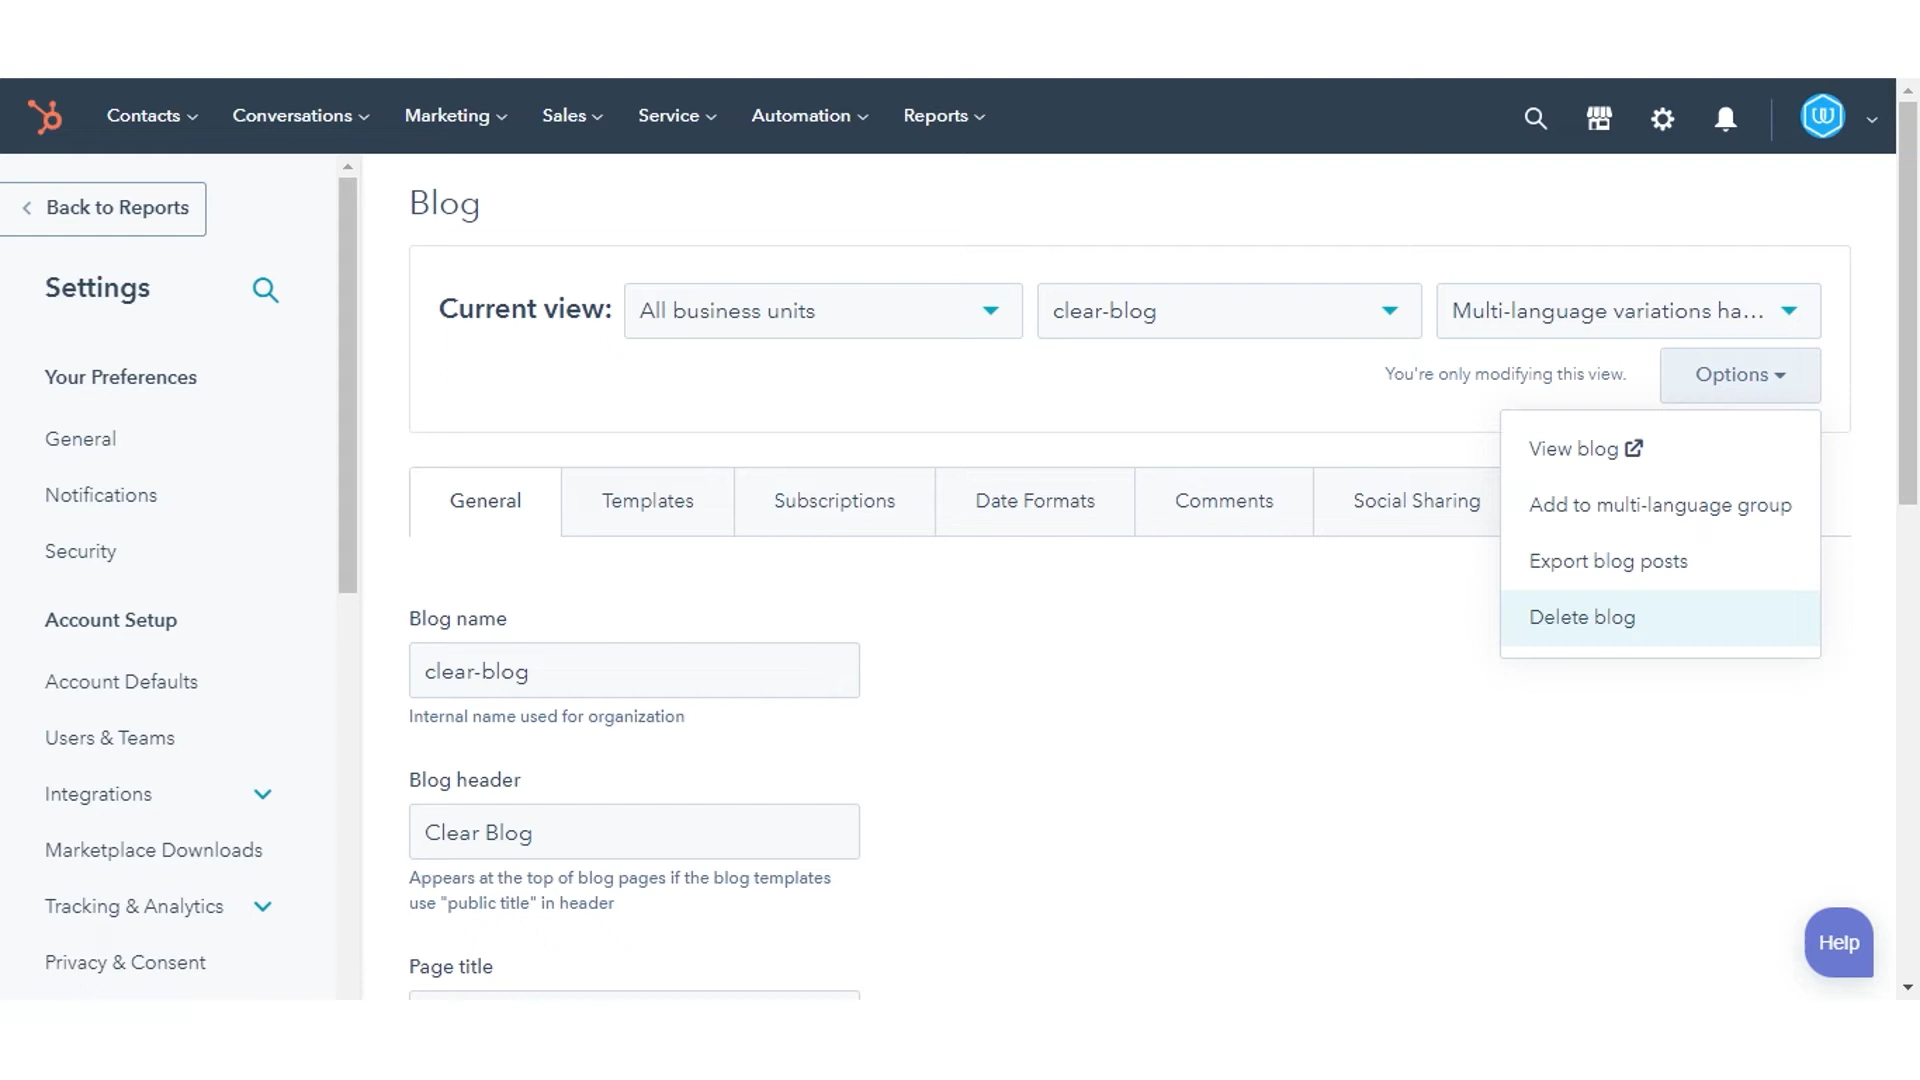 Contacts
Conversations
Marketing
Sales
Service
Automation
Reports
Back to Reports
Settings
Your Preferences
General
Notifications
Security
Account Setup
Account Defaults
Users & Teams
Integrations
Marketplace Downloads
Tracking & Analytics
Privacy & Consent
Blog
Current view:
All business units
clear-blog
Multi-language variations ha...
You're only modifying this view.
Options
View blog
Add to multi-language group
Export blog posts
Delete blog
General
Templates
Subscriptions
Date Formats
Comments
Social Sharing
Blog name
clear-blog
Internal name used for organization
Blog header
Clear Blog
Appears at the top of blog pages if the blog templates
use "public title" in header
Page title
Help